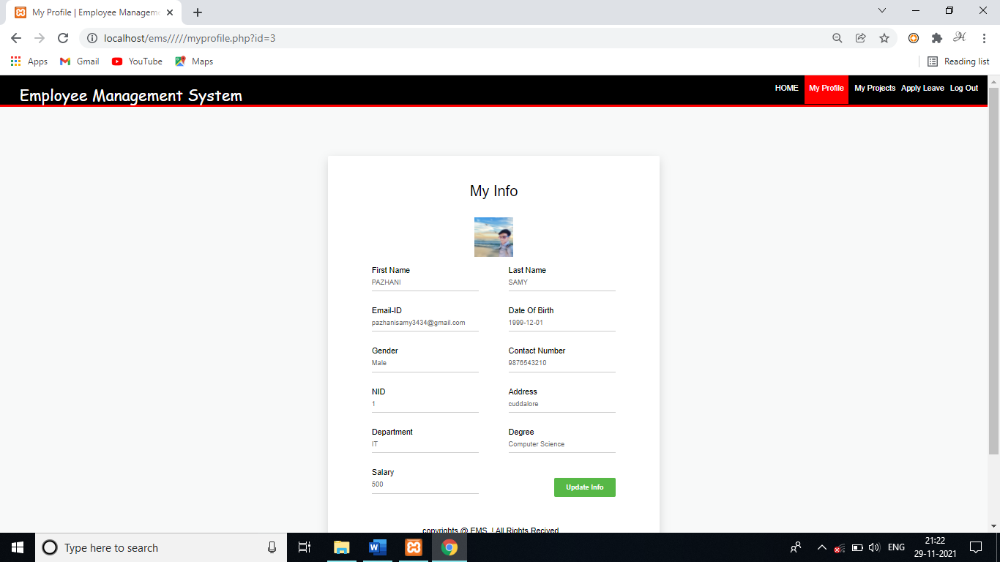 My Profile | Employee Managem
localhost/ems/////myprofile.php?id=3
Apps Gmail YouTube Maps Reading list
Employee Management System
HOME My Profile My Projects Apply Leave Log Out
My Info
First Name Last Name
PAZHANI SAMY
Email-ID Date Of Birth
pazhanisamy3434@gmail.com 1999-12-01
Gender Contact Number
Male 9876543210
NID Address
1 cuddalore
Department Degree
IT Computer Science
Salary
500
Update Info
copyrights @ EMS. | All Rights Recived
Type here to search
ENG
21:22
29-11-2021